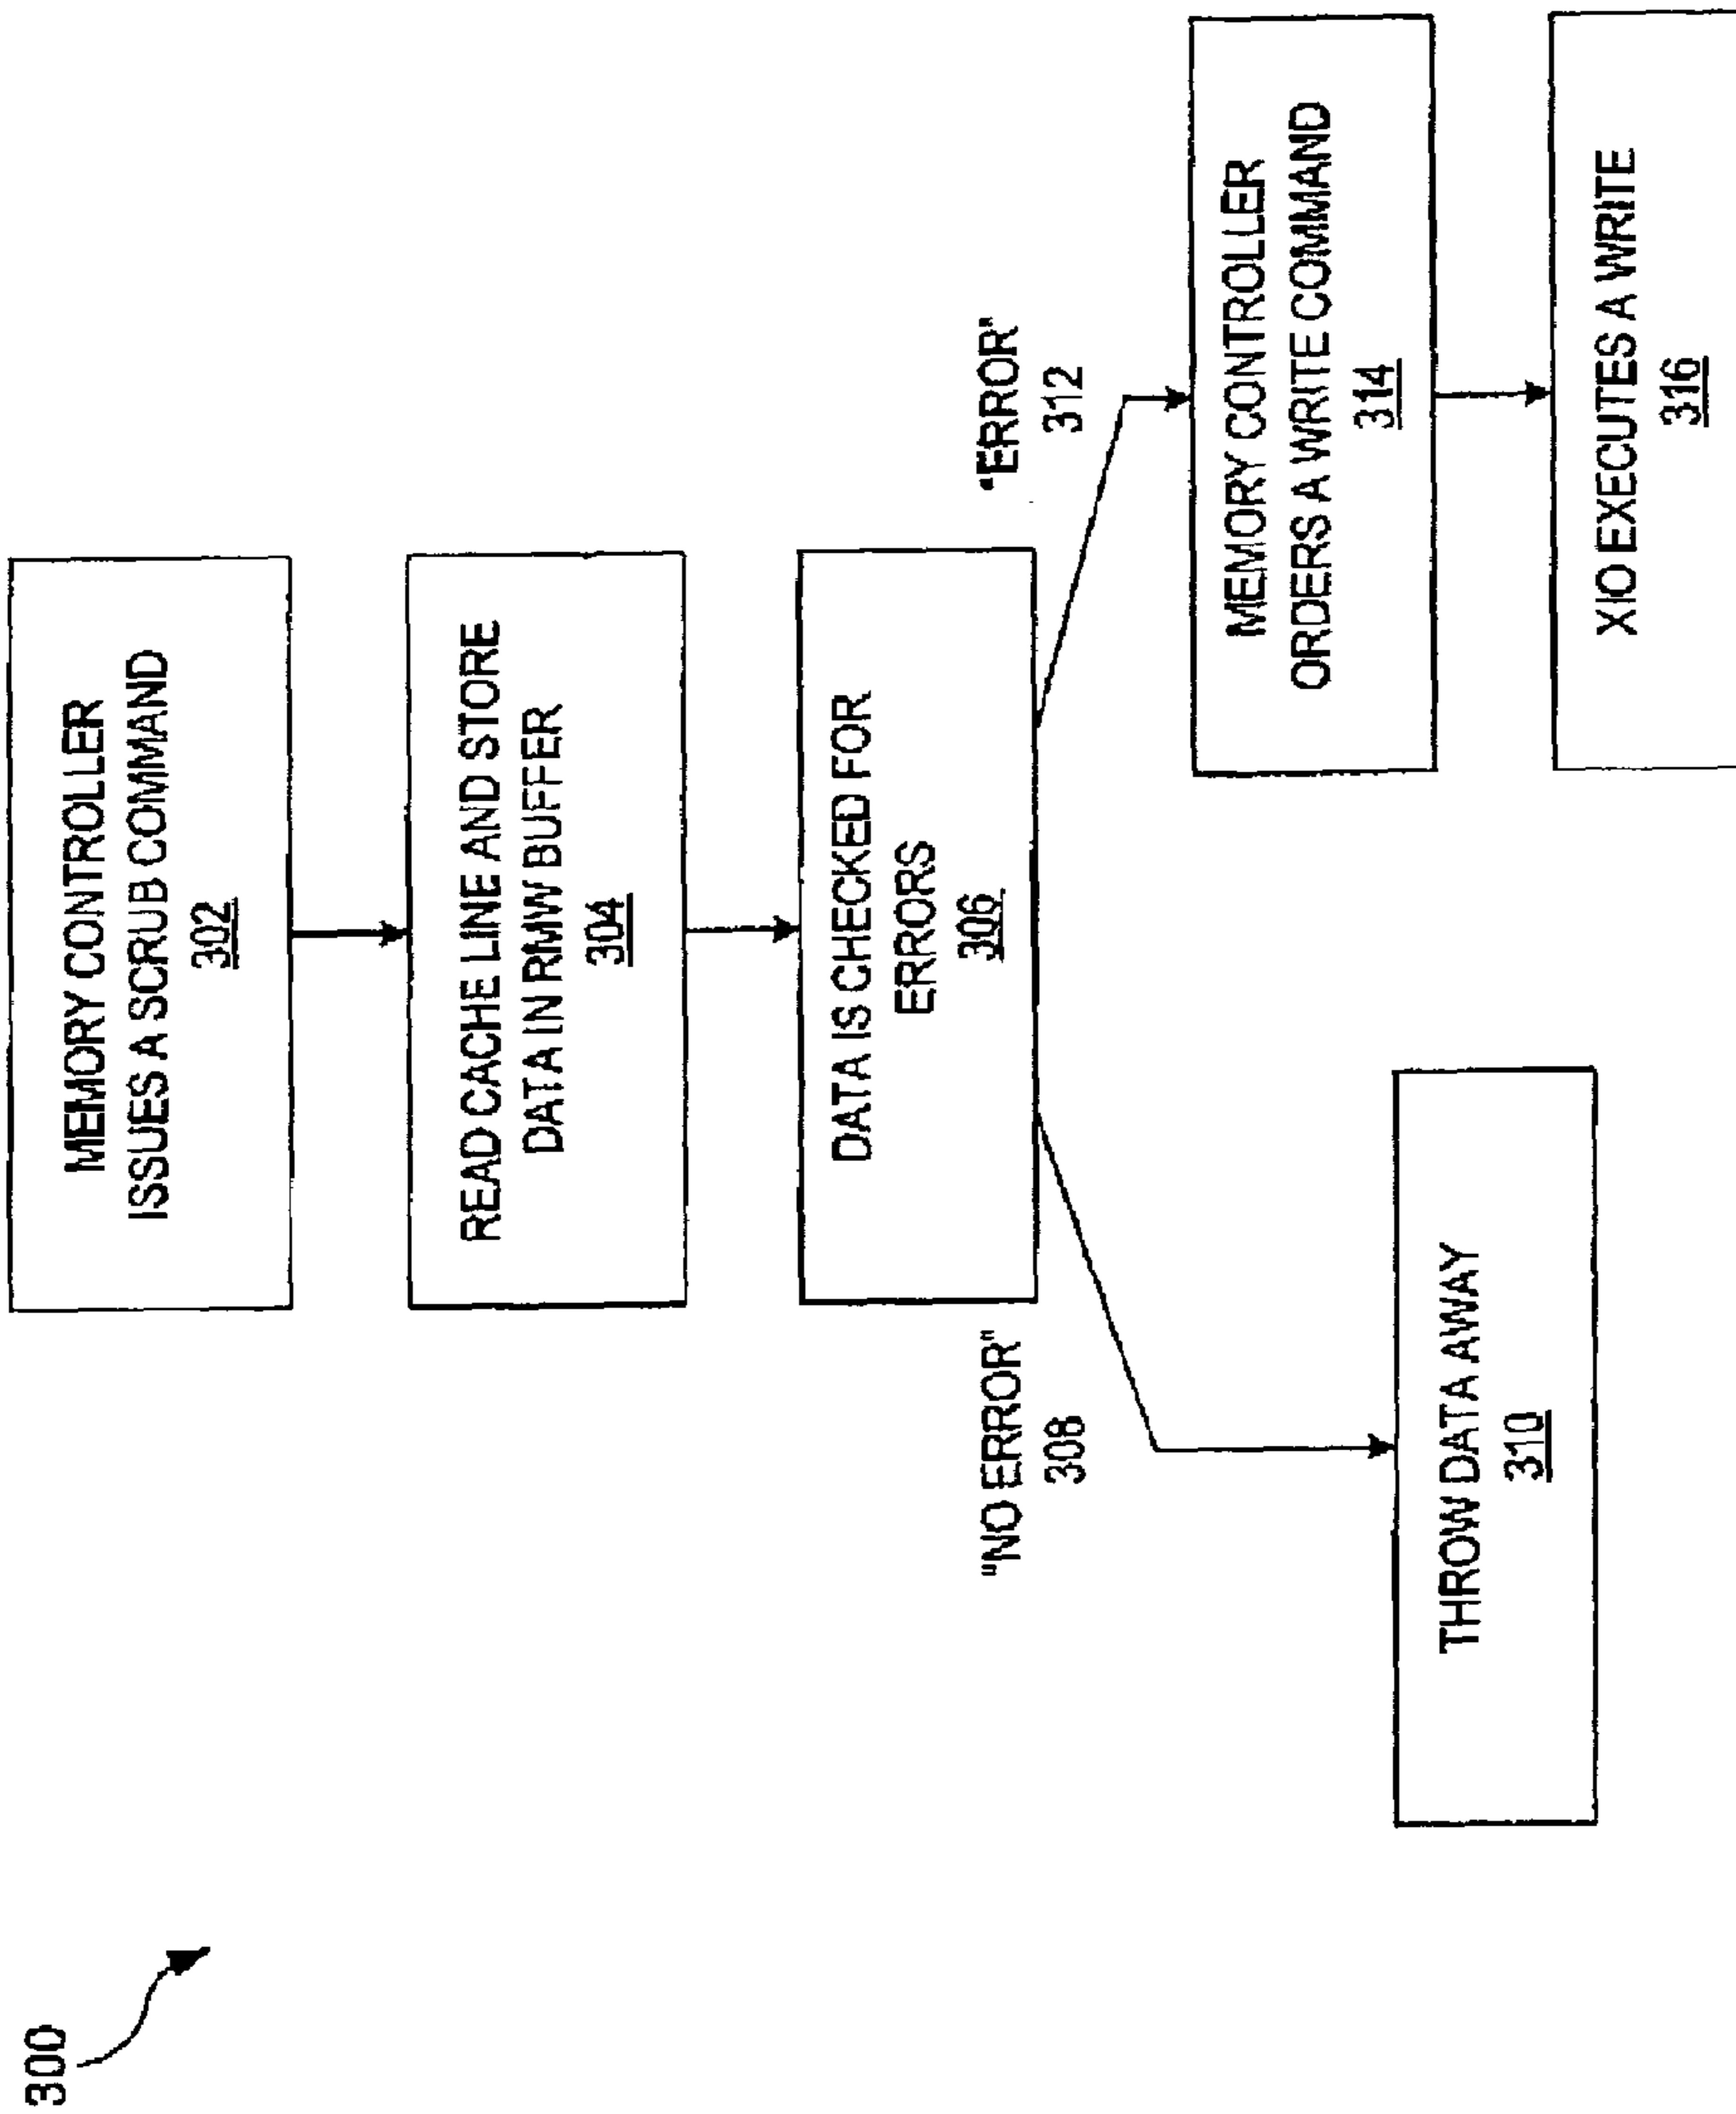 300
MEMORY CONTROLLER
ISSUES A SCRUB COMMAND
302
READ CACHE LINE AND STORE
DATA IN RMW BUFFER
304
DATA IS CHECKED FOR
ERRORS
306
"NO ERROR"
308
"ERROR"
312
THROW DATA AWAY
310
MEMORY CONTROLLER
ORDERS A WRITE COMMAND
314
XIO EXECUTES A WRITE
316